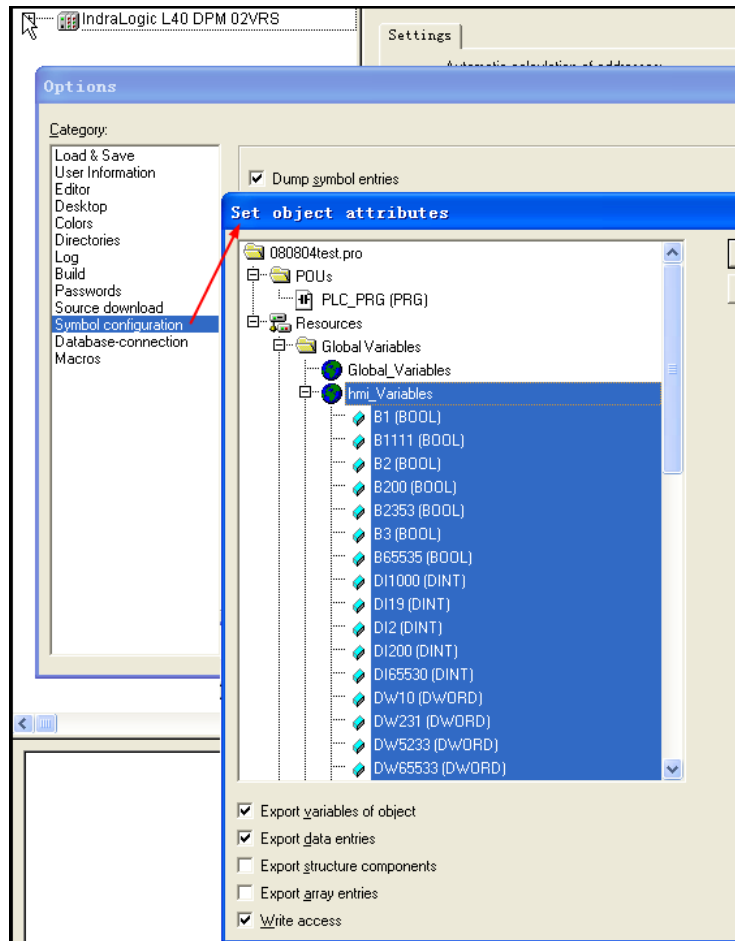 IndraLogic L40 DPM 02VRS
Settings
Automatic calculation of addresses:
Options
Category:
Load & Save
User Information
Editor
Desktop
Colors
Directories
Log
Build
Passwords
Source download
Symbol configuration
Database-connection
Macros
Dump symbol entries
Set object attributes
080804test.pro
POUs
PLC_PRG (PRG)
Resources
Global Variables
Global_Variables
hmi_Variables
B1 (BOOL)
B1111 (BOOL)
B2 (BOOL)
B200 (BOOL)
B2353 (BOOL)
B3 (BOOL)
B65535 (BOOL)
DI1000 (DINT)
DI19 (DINT)
DI2 (DINT)
DI200 (DINT)
DI65530 (DINT)
DW10 (DWORD)
DW231 (DWORD)
DW5233 (DWORD)
DW65533 (DWORD)
Export variables of object
Export data entries
Export structure components
Export array entries
Write access